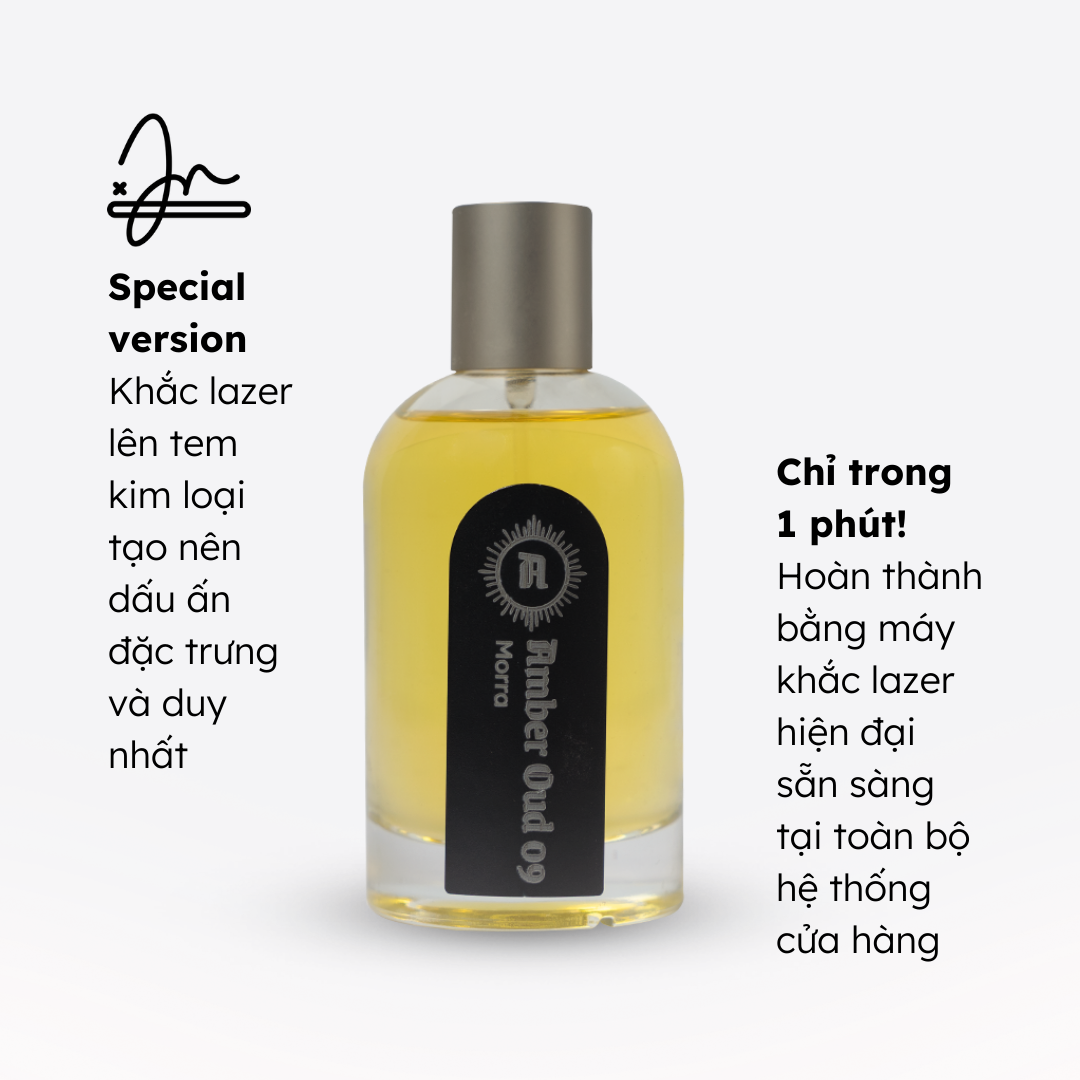 Special
version
Khắc lazer
lên tem
kim loại
tạo nên
dấu ấn
đặc trưng
và duy
nhất
A
Amber Oud 09
Morra
Chỉ trong
1 phút!
Hoàn thành
bằng máy
khắc lazer
hiện đại
sẵn sàng
tại toàn bộ
hệ thống
cửa hàng